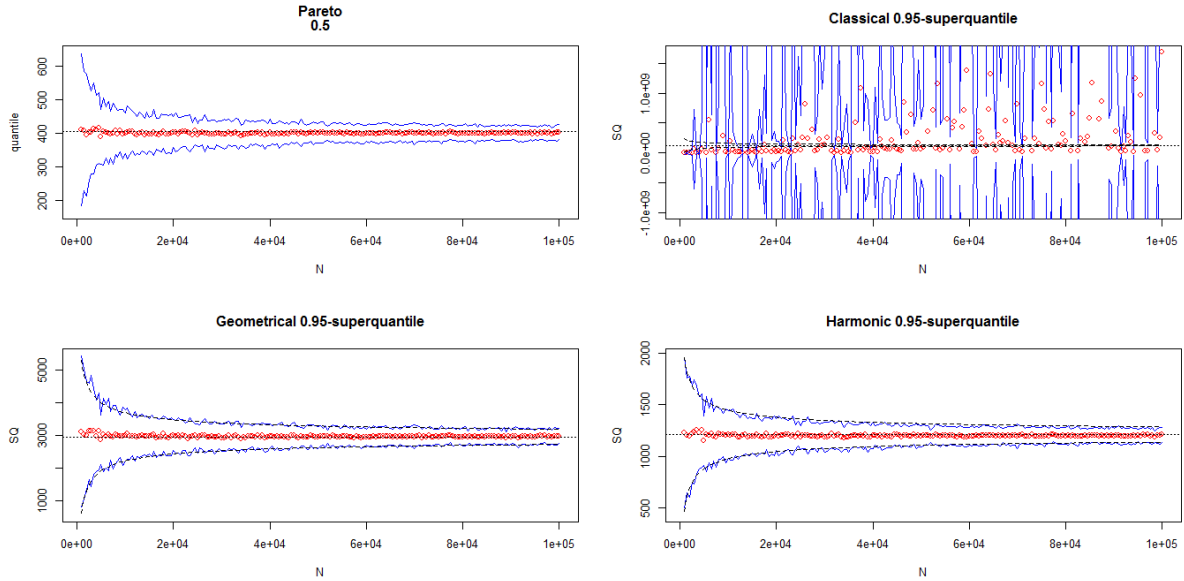 Pareto
0.5
quantile
600
500
400
300
200
0e+00 2e+04 4e+04 6e+04 8e+04 1e+05
N
Classical 0.95-superquantile
SQ
1.0e+09
0.0e+00
-1.0e+09
0e+00 2e+04 4e+04 6e+04 8e+04 1e+05
N
Geometrical 0.95-superquantile
SQ
5000
3000
1000
0e+00 2e+04 4e+04 6e+04 8e+04 1e+05
N
Harmonic 0.95-superquantile
SQ
2000
1500
1000
500
0e+00 2e+04 4e+04 6e+04 8e+04 1e+05
N